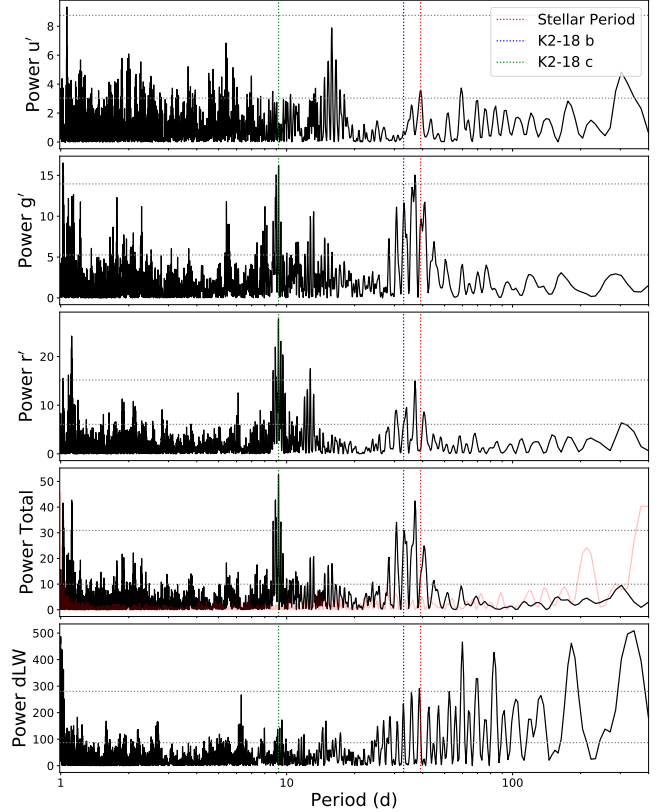 Stellar Period
K2-18 b
K2-18 c
Power u′
8
6
4
2
0
Power g′
15
10
5
0
Power r′
20
10
0
Power Total
50
40
30
20
10
0
Power dLW
500
400
300
200
100
0
1 10 100
Period (d)